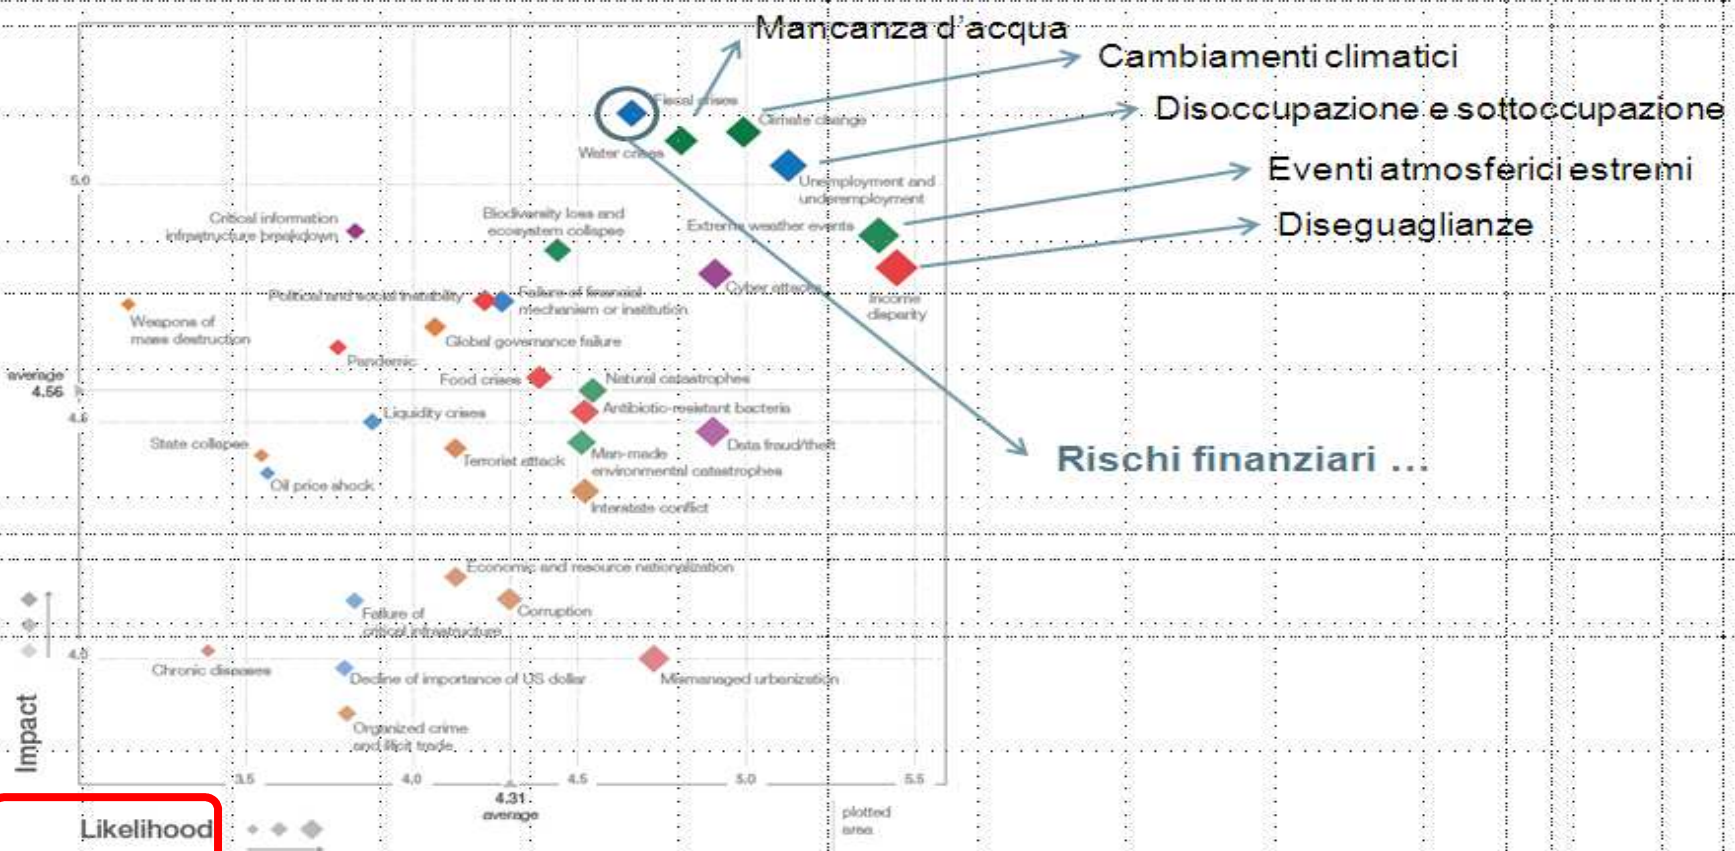 Mancanza d'acqua
Cambiamenti climatici
Fiscal crises
Climate change
Disoccupazione e sottoccupazione
Water crises
Eventi atmosferici estremi
5.0
Unemployment and
underemployment
Critical information
infrastructure breakdown
Biodiversity loss and
ecosystem collapse
Extreme weather events
Diseguaglianze
Cyber attacks
Political and social instability
Failure of financial
mechanism or institution
Income
disparity
Weapons of
mass destruction
Global governance failure
Pandemic
average
4.56
Food crises
Natural catastrophes
Antibiotic-resistant bacteria
Liquidity crises
State collapse
Terrorist attack
Man-made
environmental catastrophes
Data fraud/theft
Rischi finanziari ...
Oil price shock
Interstate conflict
Economic and resource nationalization
Failure of
critical infrastructure
Corruption
Chronic diseases
Decline of importance of US dollar
Mismanaged urbanization
Impact
Organized crime
and illicit trade
3.5
4.0
4.5
5.0
5.5
4.31
average
plotted
area
Likelihood